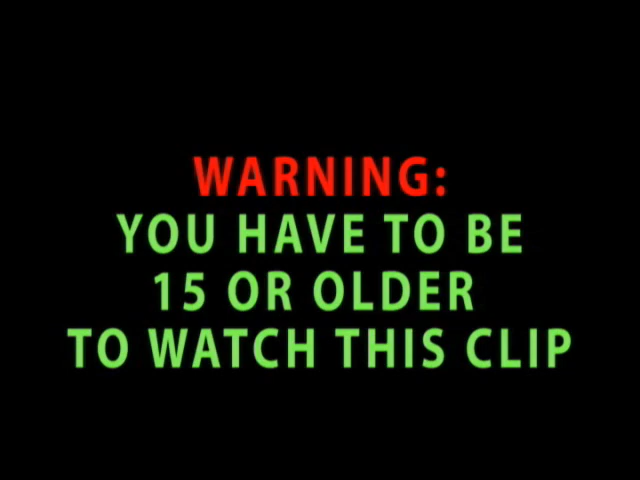 WARNING:
YOU HAVE TO BE
15 OR OLDER
TO WATCH THIS CLIP